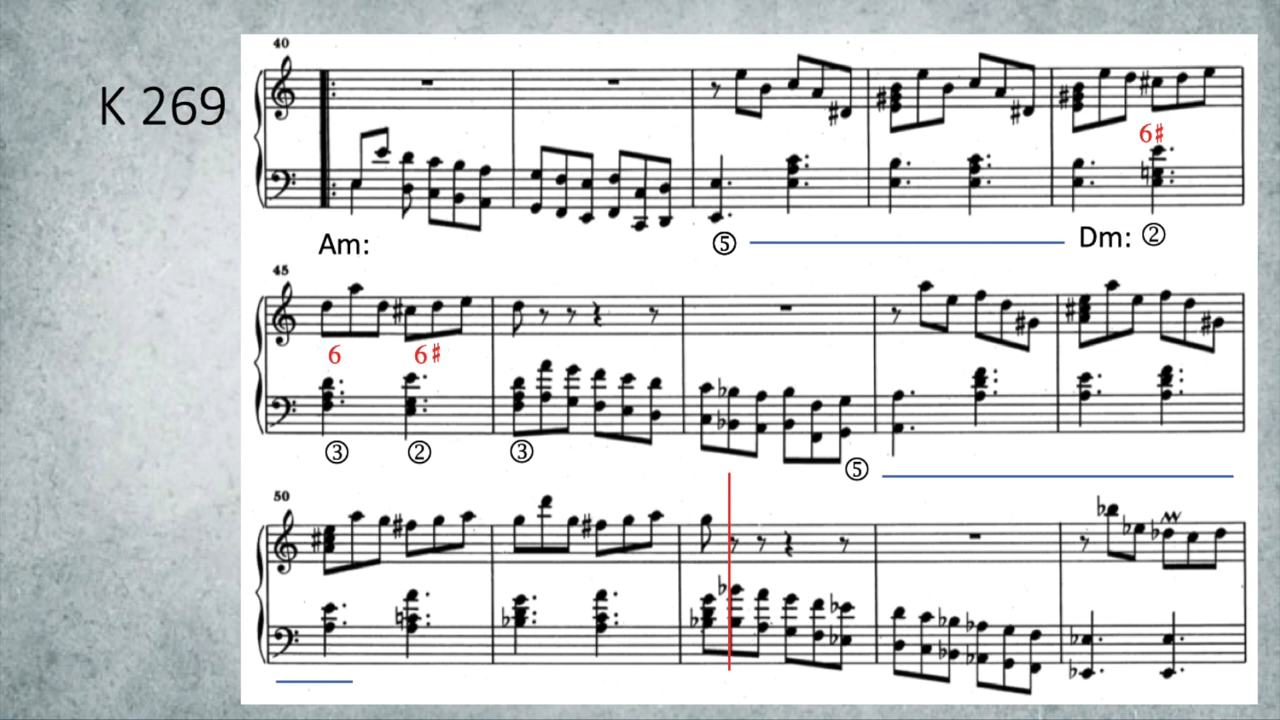 40
K 269
6♯
Am: ⑤ Dm: ②
45
6 6♯
③ ② ③ ⑤
50